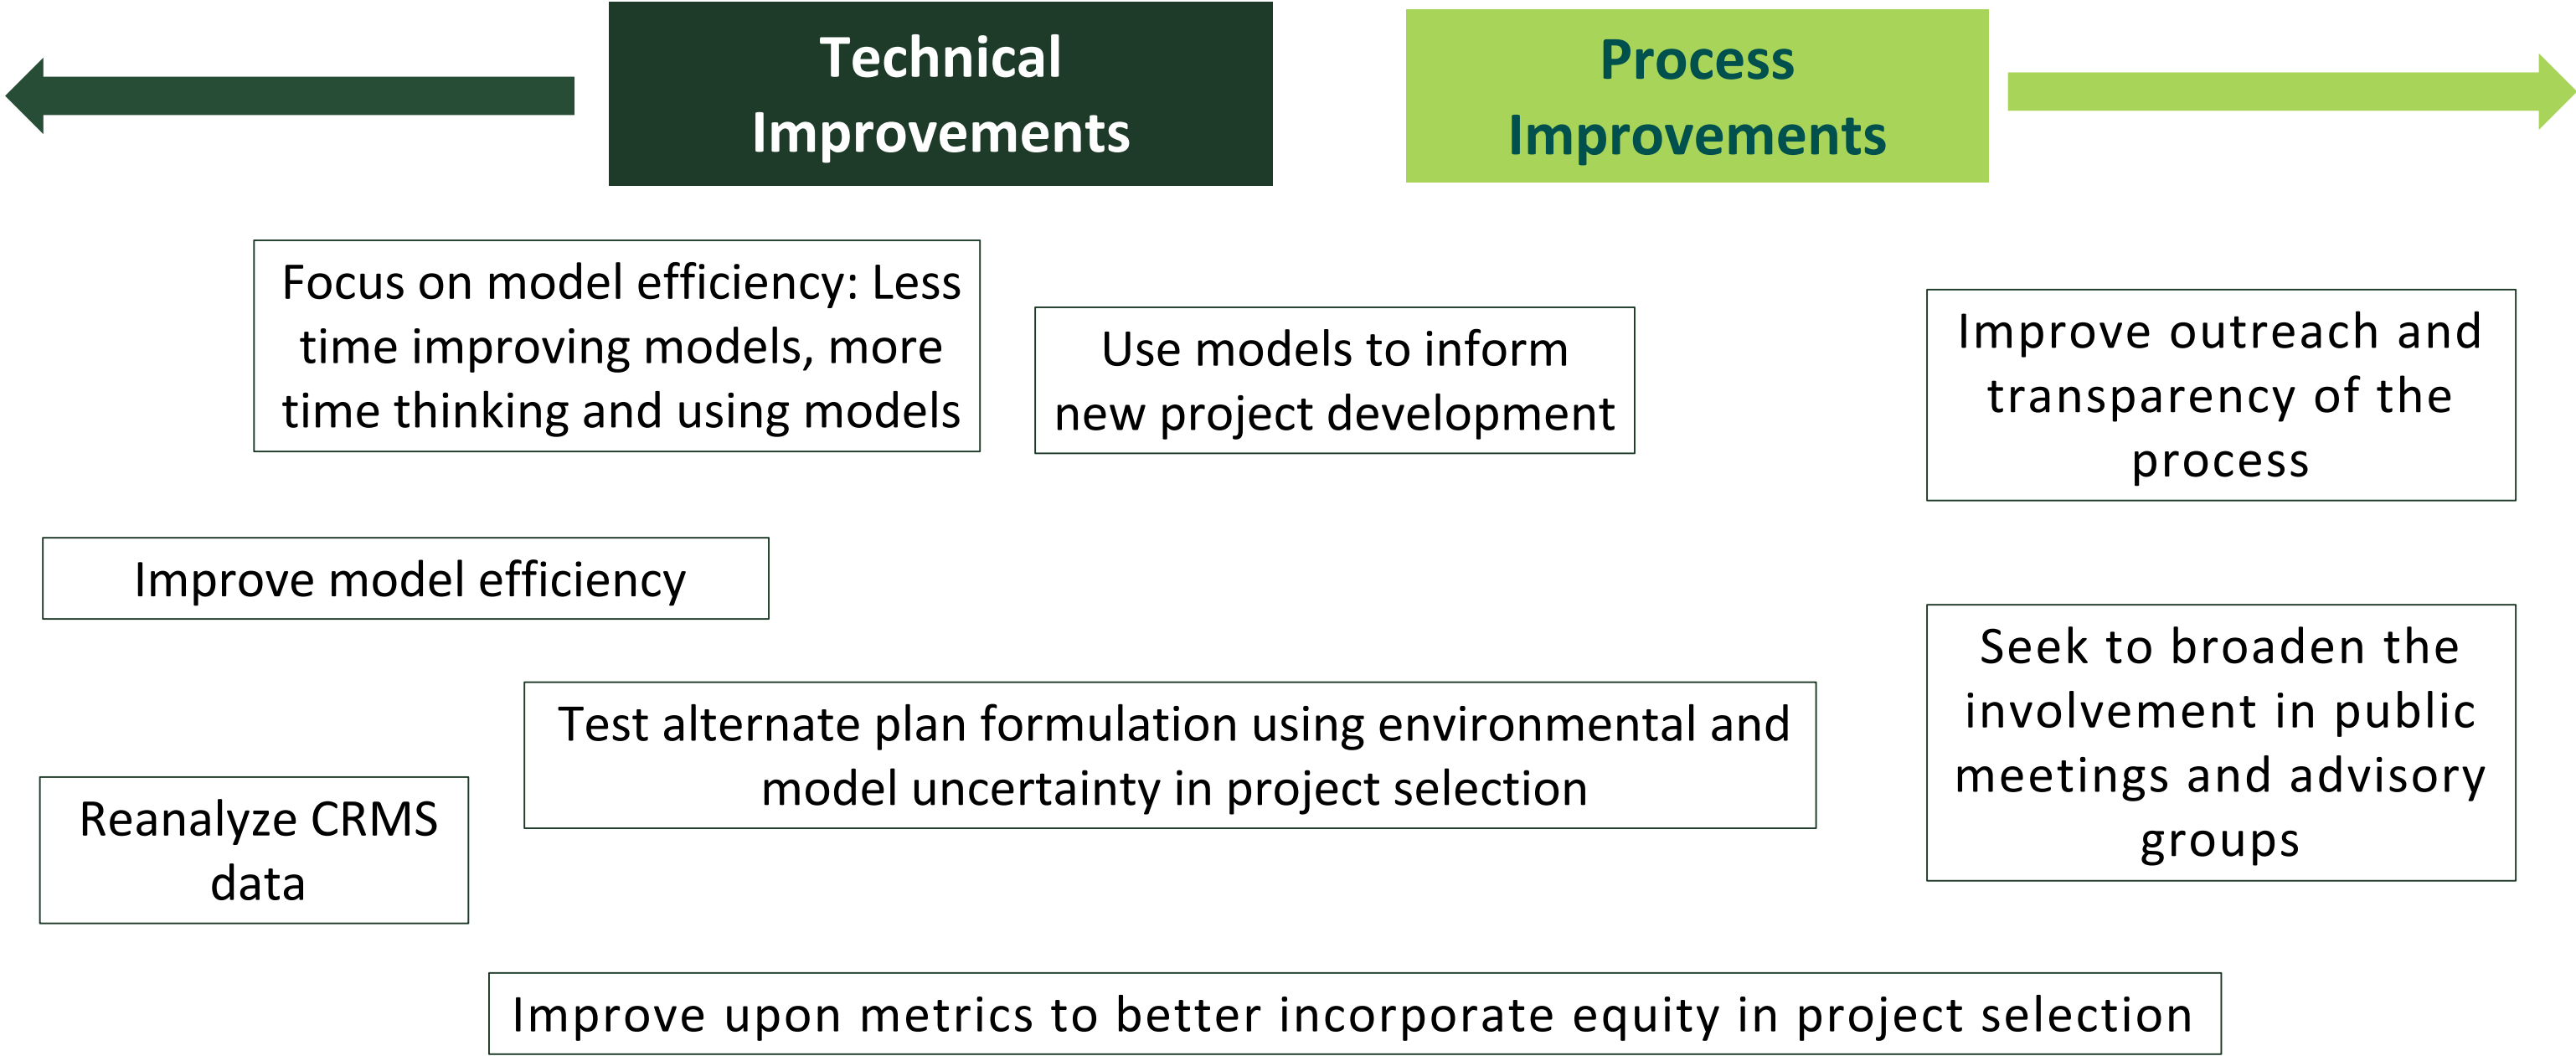 Technical
Improvements
Process
Improvements
Focus on model efficiency: Less
time improving models, more
time thinking and using models
Use models to inform
new project development
Improve outreach and
transparency of the
process
Improve model efficiency
Seek to broaden the
involvement in public
meetings and advisory
groups
Test alternate plan formulation using environmental and
model uncertainty in project selection
Reanalyze CRMS
data
Improve upon metrics to better incorporate equity in project selection